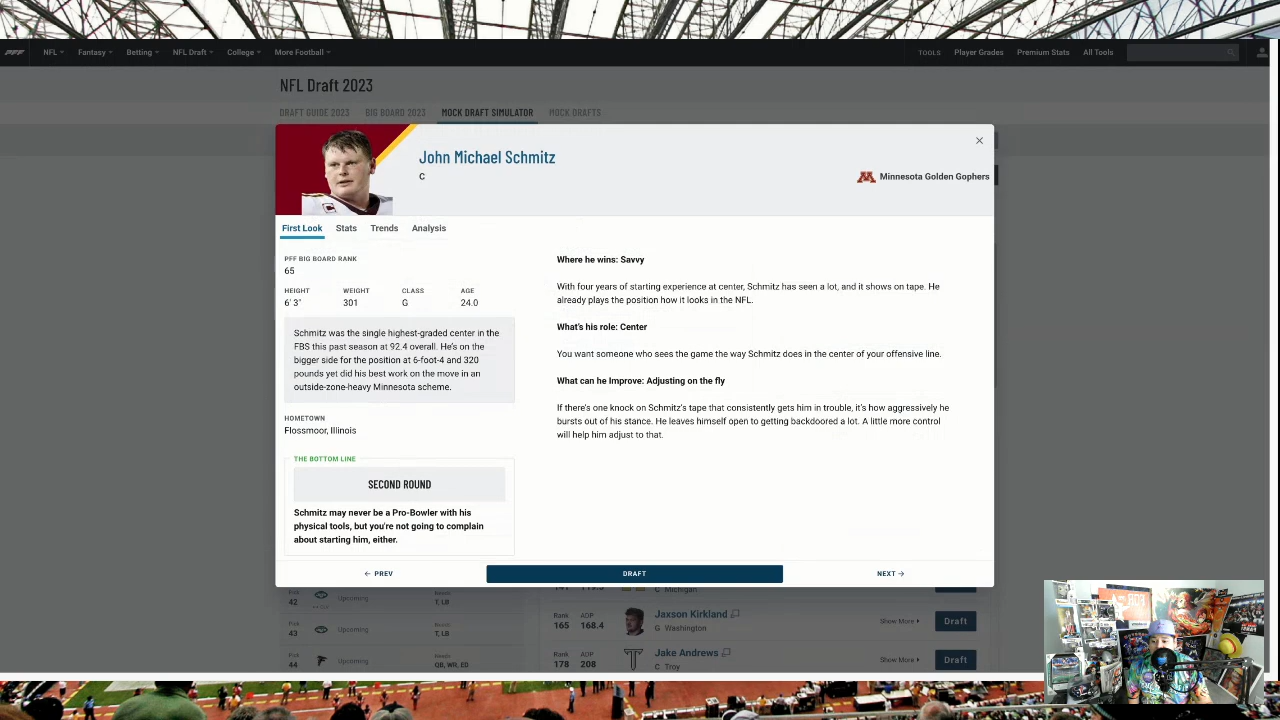 PFF
NFL
Fantasy
Betting
NFL Draft
College
More Football
TOOLS
Player Grades
Premium Stats
All Tools
NFL Draft 2023
DRAFT GUIDE 2023
BIG BOARD 2023
MOCK DRAFT SIMULATOR
MOCK DRAFTS
John Michael Schmitz
C
Minnesota Golden Gophers
First Look
Stats
Trends
Analysis
PFF BIG BOARD RANK
65
HEIGHT WEIGHT CLASS AGE
6' 3" 301 G 24.0
Schmitz was the single highest-graded center in the
FBS this past season at 92.4 overall. He's on the
bigger side for the position at 6-foot-4 and 320
pounds yet did his best work on the move in an
outside-zone-heavy Minnesota scheme.
HOMETOWN
Flossmoor, Illinois
THE BOTTOM LINE
SECOND ROUND
Schmitz may never be a Pro-Bowler with his
physical tools, but you're not going to complain
about starting him, either.
Where he wins: Savvy
With four years of starting experience at center, Schmitz has seen a lot, and it shows on tape. He
already plays the position how it looks in the NFL.
What's his role: Center
You want someone who sees the game the way Schmitz does in the center of your offensive line.
What can he Improve: Adjusting on the fly
If there's one knock on Schmitz's tape that consistently gets him in trouble, it's how aggressively he
bursts out of his stance. He leaves himself open to getting backdoored a lot. A little more control
will help him adjust to that.
← PREV
DRAFT
NEXT →
Pick
42
Upcoming
Needs
T, LB
C Michigan
Pick
43
Upcoming
Needs
T, LB
Rank ADP
165 168.4
Jaxson Kirkland
G Washington
Show More
Draft
Pick
44
Upcoming
Needs
QB, WR, ED
Rank ADP
178 208
Jake Andrews
C Troy
Show More
Draft